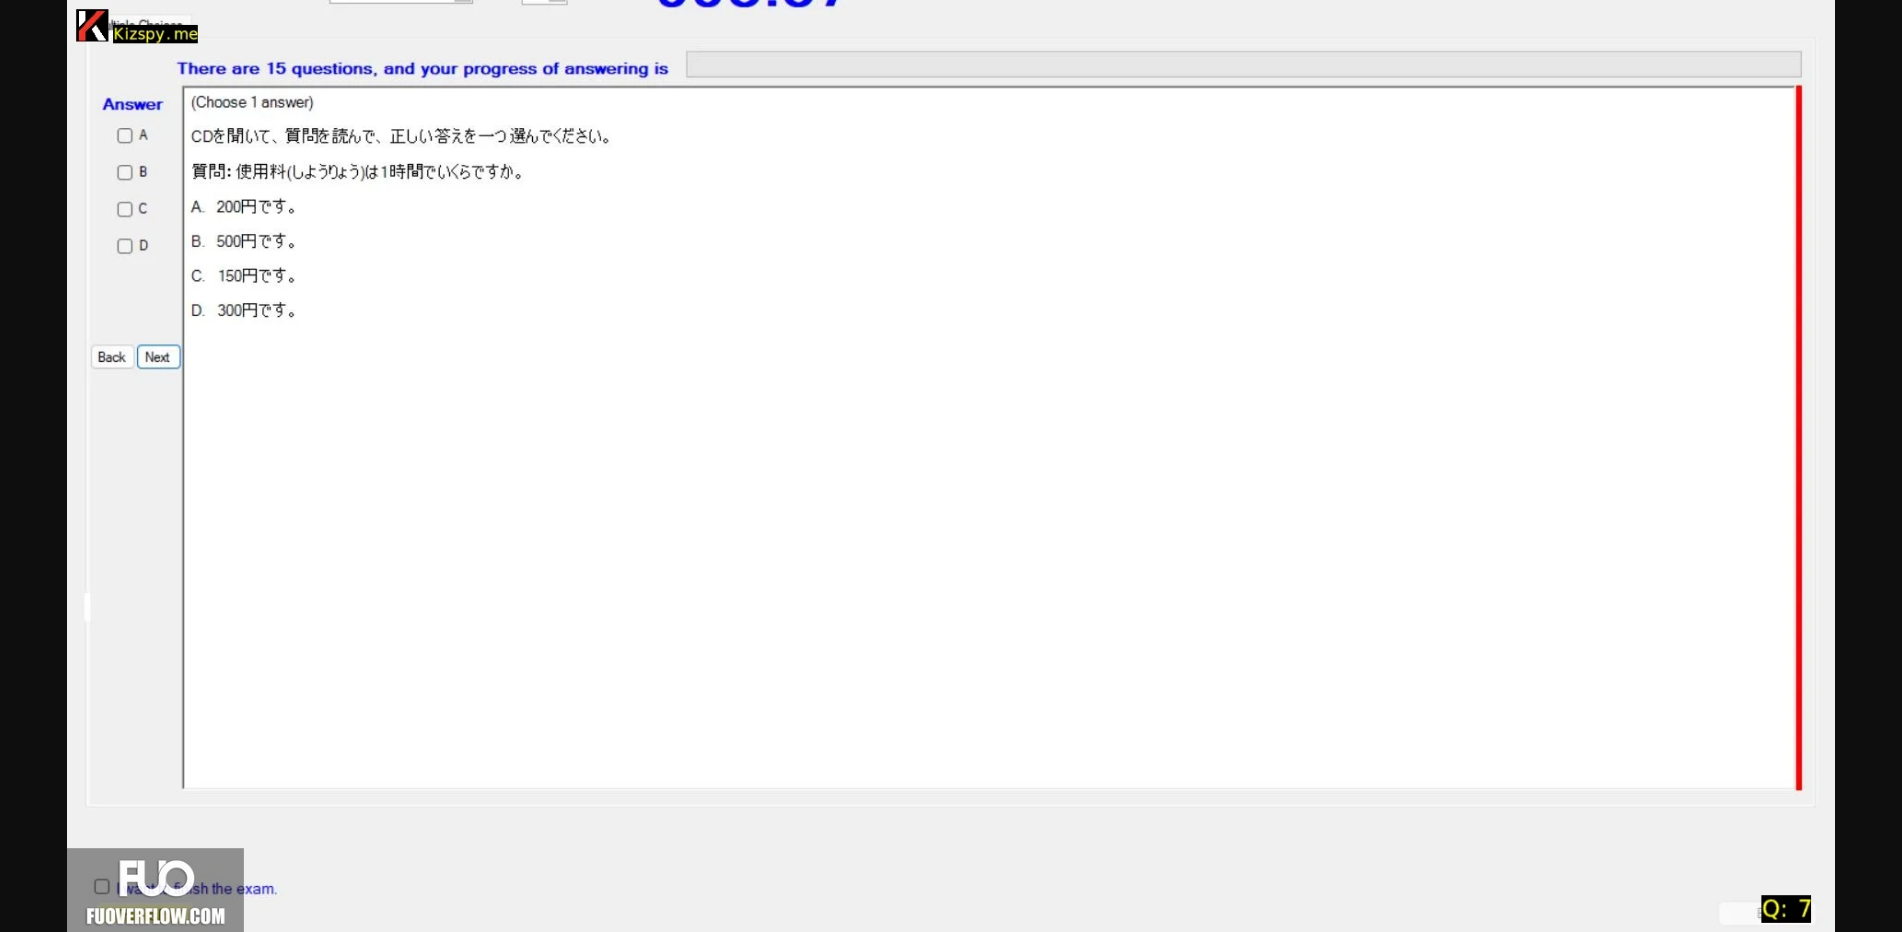 Kizspy.me
There are 15 questions, and your progress of answering is
Answer
(Choose 1 answer)
A
CDを聞いて、質問を読んで、正しい答えを一つ選んでください。
B
質問: 使用料(しようりょう)は1時間でいくらですか。
C
A. 200円です。
D
B. 500円です。
C. 150円です。
D. 300円です。
Back
Next
FUO
finish the exam.
FUOVERFLOW.COM
Q: 7